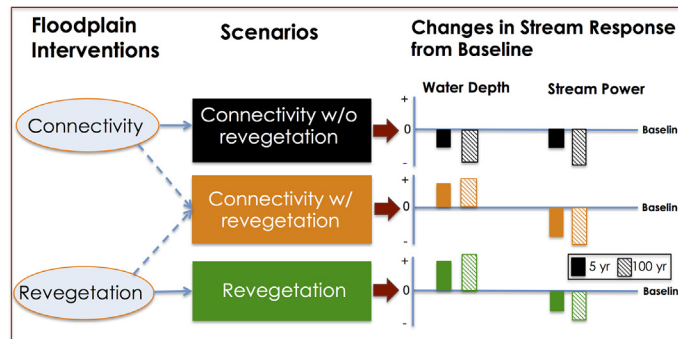 Floodplain
Interventions
Scenarios
Changes in Stream Response
from Baseline
Water Depth
Stream Power
Connectivity
Connectivity w/o
revegetation
+
0
-
Baselin
Connectivity w/
revegetation
+
0
-
Baselin
Revegetation
Revegetation
+
0
-
5 yr
100 yr
Baselin